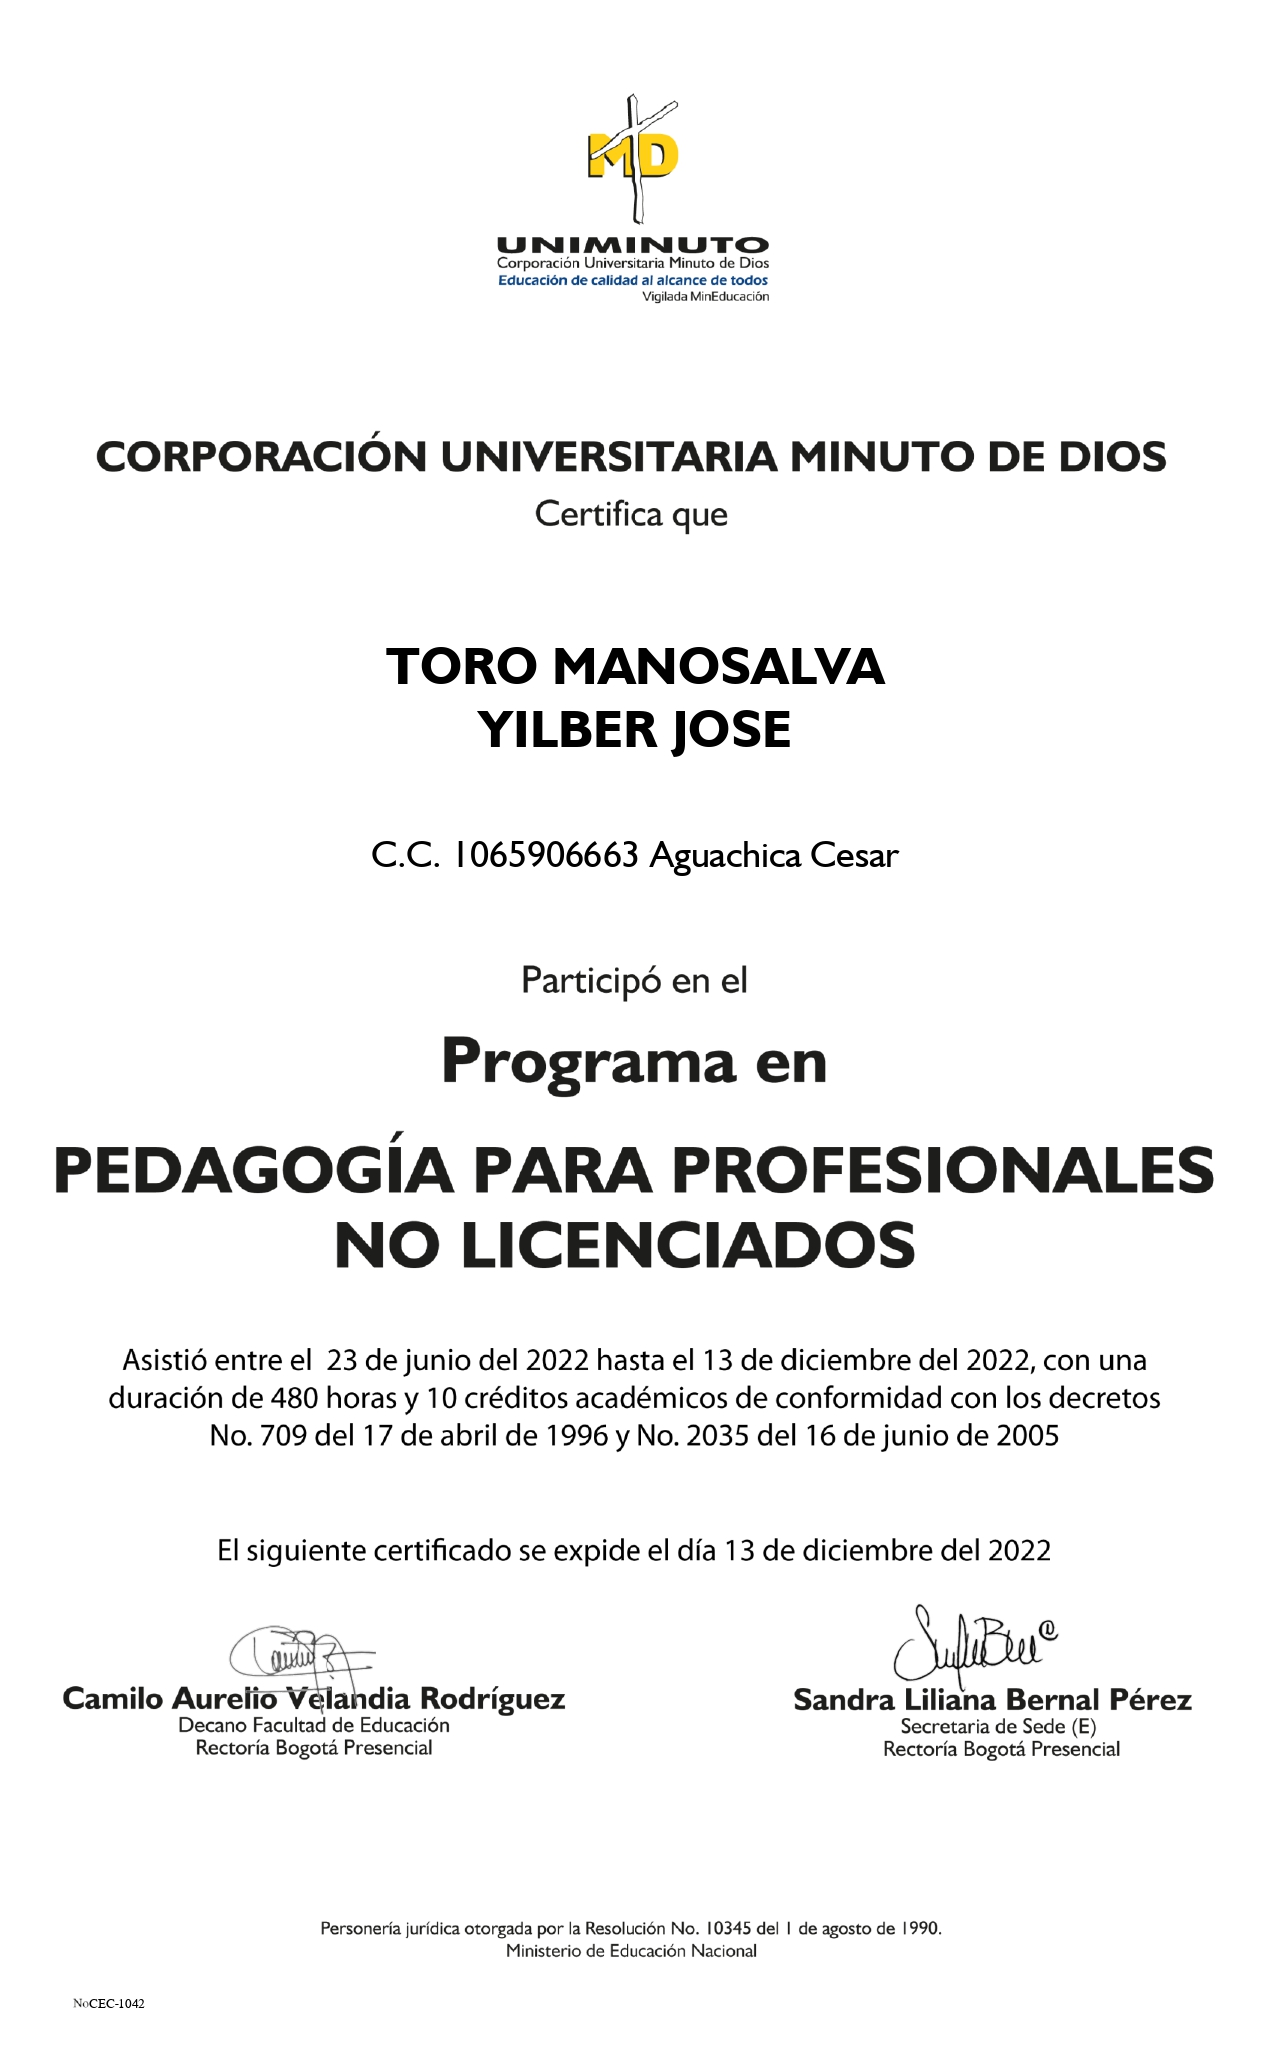 MD
UNIMINUTO
Corporación Universitaria Minuto de Dios
Educación de calidad al alcance de todos
Vigilada MinEducación
CORPORACIÓN UNIVERSITARIA MINUTO DE DIOS
Certifica que
TORO MANOSALVA
YILBER JOSE
C.C. 1065906663 Aguachica Cesar
Participó en el
Programa en
PEDAGOGÍA PARA PROFESIONALES
NO LICENCIADOS
Asistió entre el 23 de junio del 2022 hasta el 13 de diciembre del 2022, con una
duración de 480 horas y 10 créditos académicos de conformidad con los decretos
No. 709 del 17 de abril de 1996 y No. 2035 del 16 de junio de 2005
El siguiente certificado se expide el día 13 de diciembre del 2022
Camilo Aurelio Velandia Rodríguez
Decano Facultad de Educación
Rectoría Bogotá Presencial
Sandra Liliana Bernal Pérez
Secretaria de Sede (E)
Rectoría Bogotá Presencial
Personería jurídica otorgada por la Resolución No. 10345 del 1 de agosto de 1990.
Ministerio de Educación Nacional
NoCEC-1042